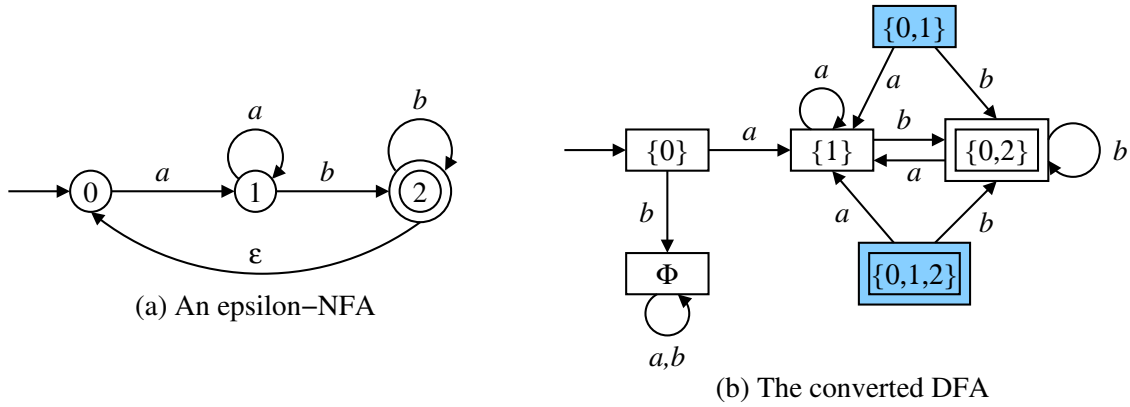 a
b
0
a
1
b
2
ε
(a) An epsilon−NFA
{0,1}
a
a
b
{0}
a
{1}
b
{0,2}
b
a
b
a
b
Φ
{0,1,2}
a,b
(b) The converted DFA